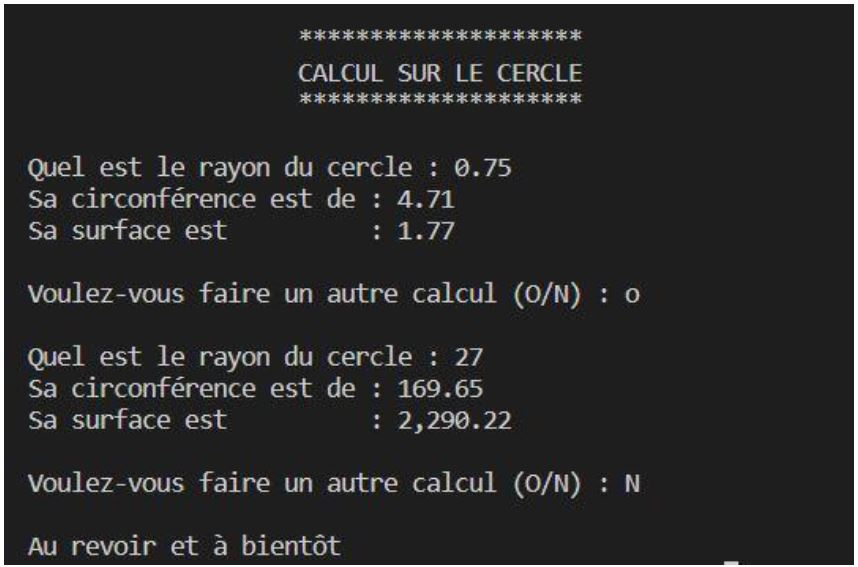 ********************
CALCUL SUR LE CERCLE
********************
Quel est le rayon du cercle : 0.75
Sa circonférence est de : 4.71
Sa surface est          : 1.77
Voulez-vous faire un autre calcul (O/N) : o
Quel est le rayon du cercle : 27
Sa circonférence est de : 169.65
Sa surface est          : 2,290.22
Voulez-vous faire un autre calcul (O/N) : N
Au revoir et à bientôt